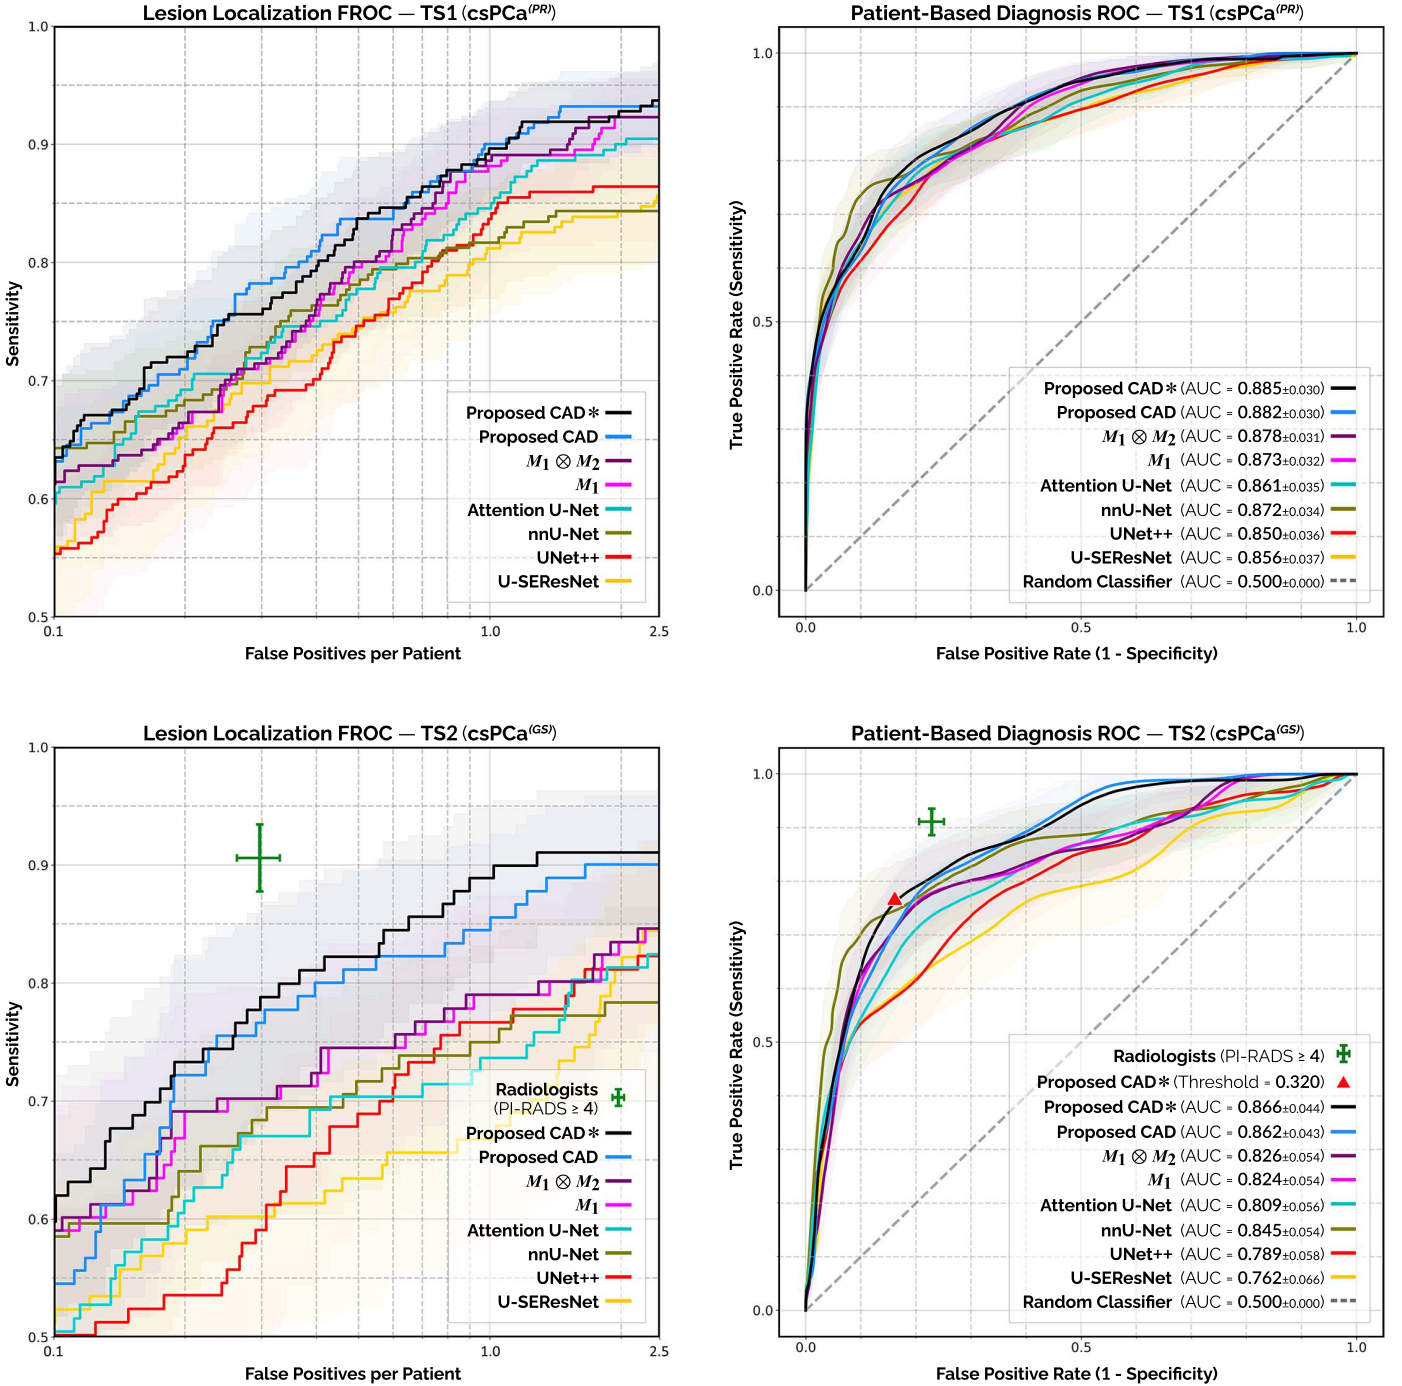 Lesion Localization FROC — TS1 (csPCa(PR))
1.0
0.9
0.8
0.7
0.6
0.5
Sensitivity
Proposed CAD*
Proposed CAD
M1 ⊗ M2
M1
Attention U-Net
nnU-Net
UNet++
U-SEResNet
0.1
1.0
2.5
False Positives per Patient
Patient-Based Diagnosis ROC — TS1 (csPCa(PR))
1.0
0.5
0.0
True Positive Rate (Sensitivity)
Proposed CAD* (AUC = 0.885±0.030)
Proposed CAD (AUC = 0.882±0.030)
M1 ⊗ M2 (AUC = 0.878±0.031)
M1 (AUC = 0.873±0.032)
Attention U-Net (AUC = 0.861±0.035)
nnU-Net (AUC = 0.872±0.034)
UNet++ (AUC = 0.850±0.036)
U-SEResNet (AUC = 0.856±0.037)
Random Classifier (AUC = 0.500±0.000)
0.0
0.5
1.0
False Positive Rate (1 - Specificity)
Lesion Localization FROC — TS2 (csPCa(GS))
1.0
0.9
0.8
0.7
0.6
0.5
Sensitivity
Radiologists
(PI-RADS ≥ 4)
Proposed CAD*
Proposed CAD
M1 ⊗ M2
M1
Attention U-Net
nnU-Net
UNet++
U-SEResNet
0.1
1.0
2.5
False Positives per Patient
Patient-Based Diagnosis ROC — TS2 (csPCa(GS))
1.0
0.5
0.0
True Positive Rate (Sensitivity)
Radiologists (PI-RADS ≥ 4)
Proposed CAD* (Threshold = 0.320)
Proposed CAD* (AUC = 0.866±0.044)
Proposed CAD (AUC = 0.862±0.043)
M1 ⊗ M2 (AUC = 0.826±0.054)
M1 (AUC = 0.824±0.054)
Attention U-Net (AUC = 0.809±0.056)
nnU-Net (AUC = 0.845±0.054)
UNet++ (AUC = 0.789±0.058)
U-SEResNet (AUC = 0.762±0.066)
Random Classifier (AUC = 0.500±0.000)
0.0
0.5
1.0
False Positive Rate (1 - Specificity)